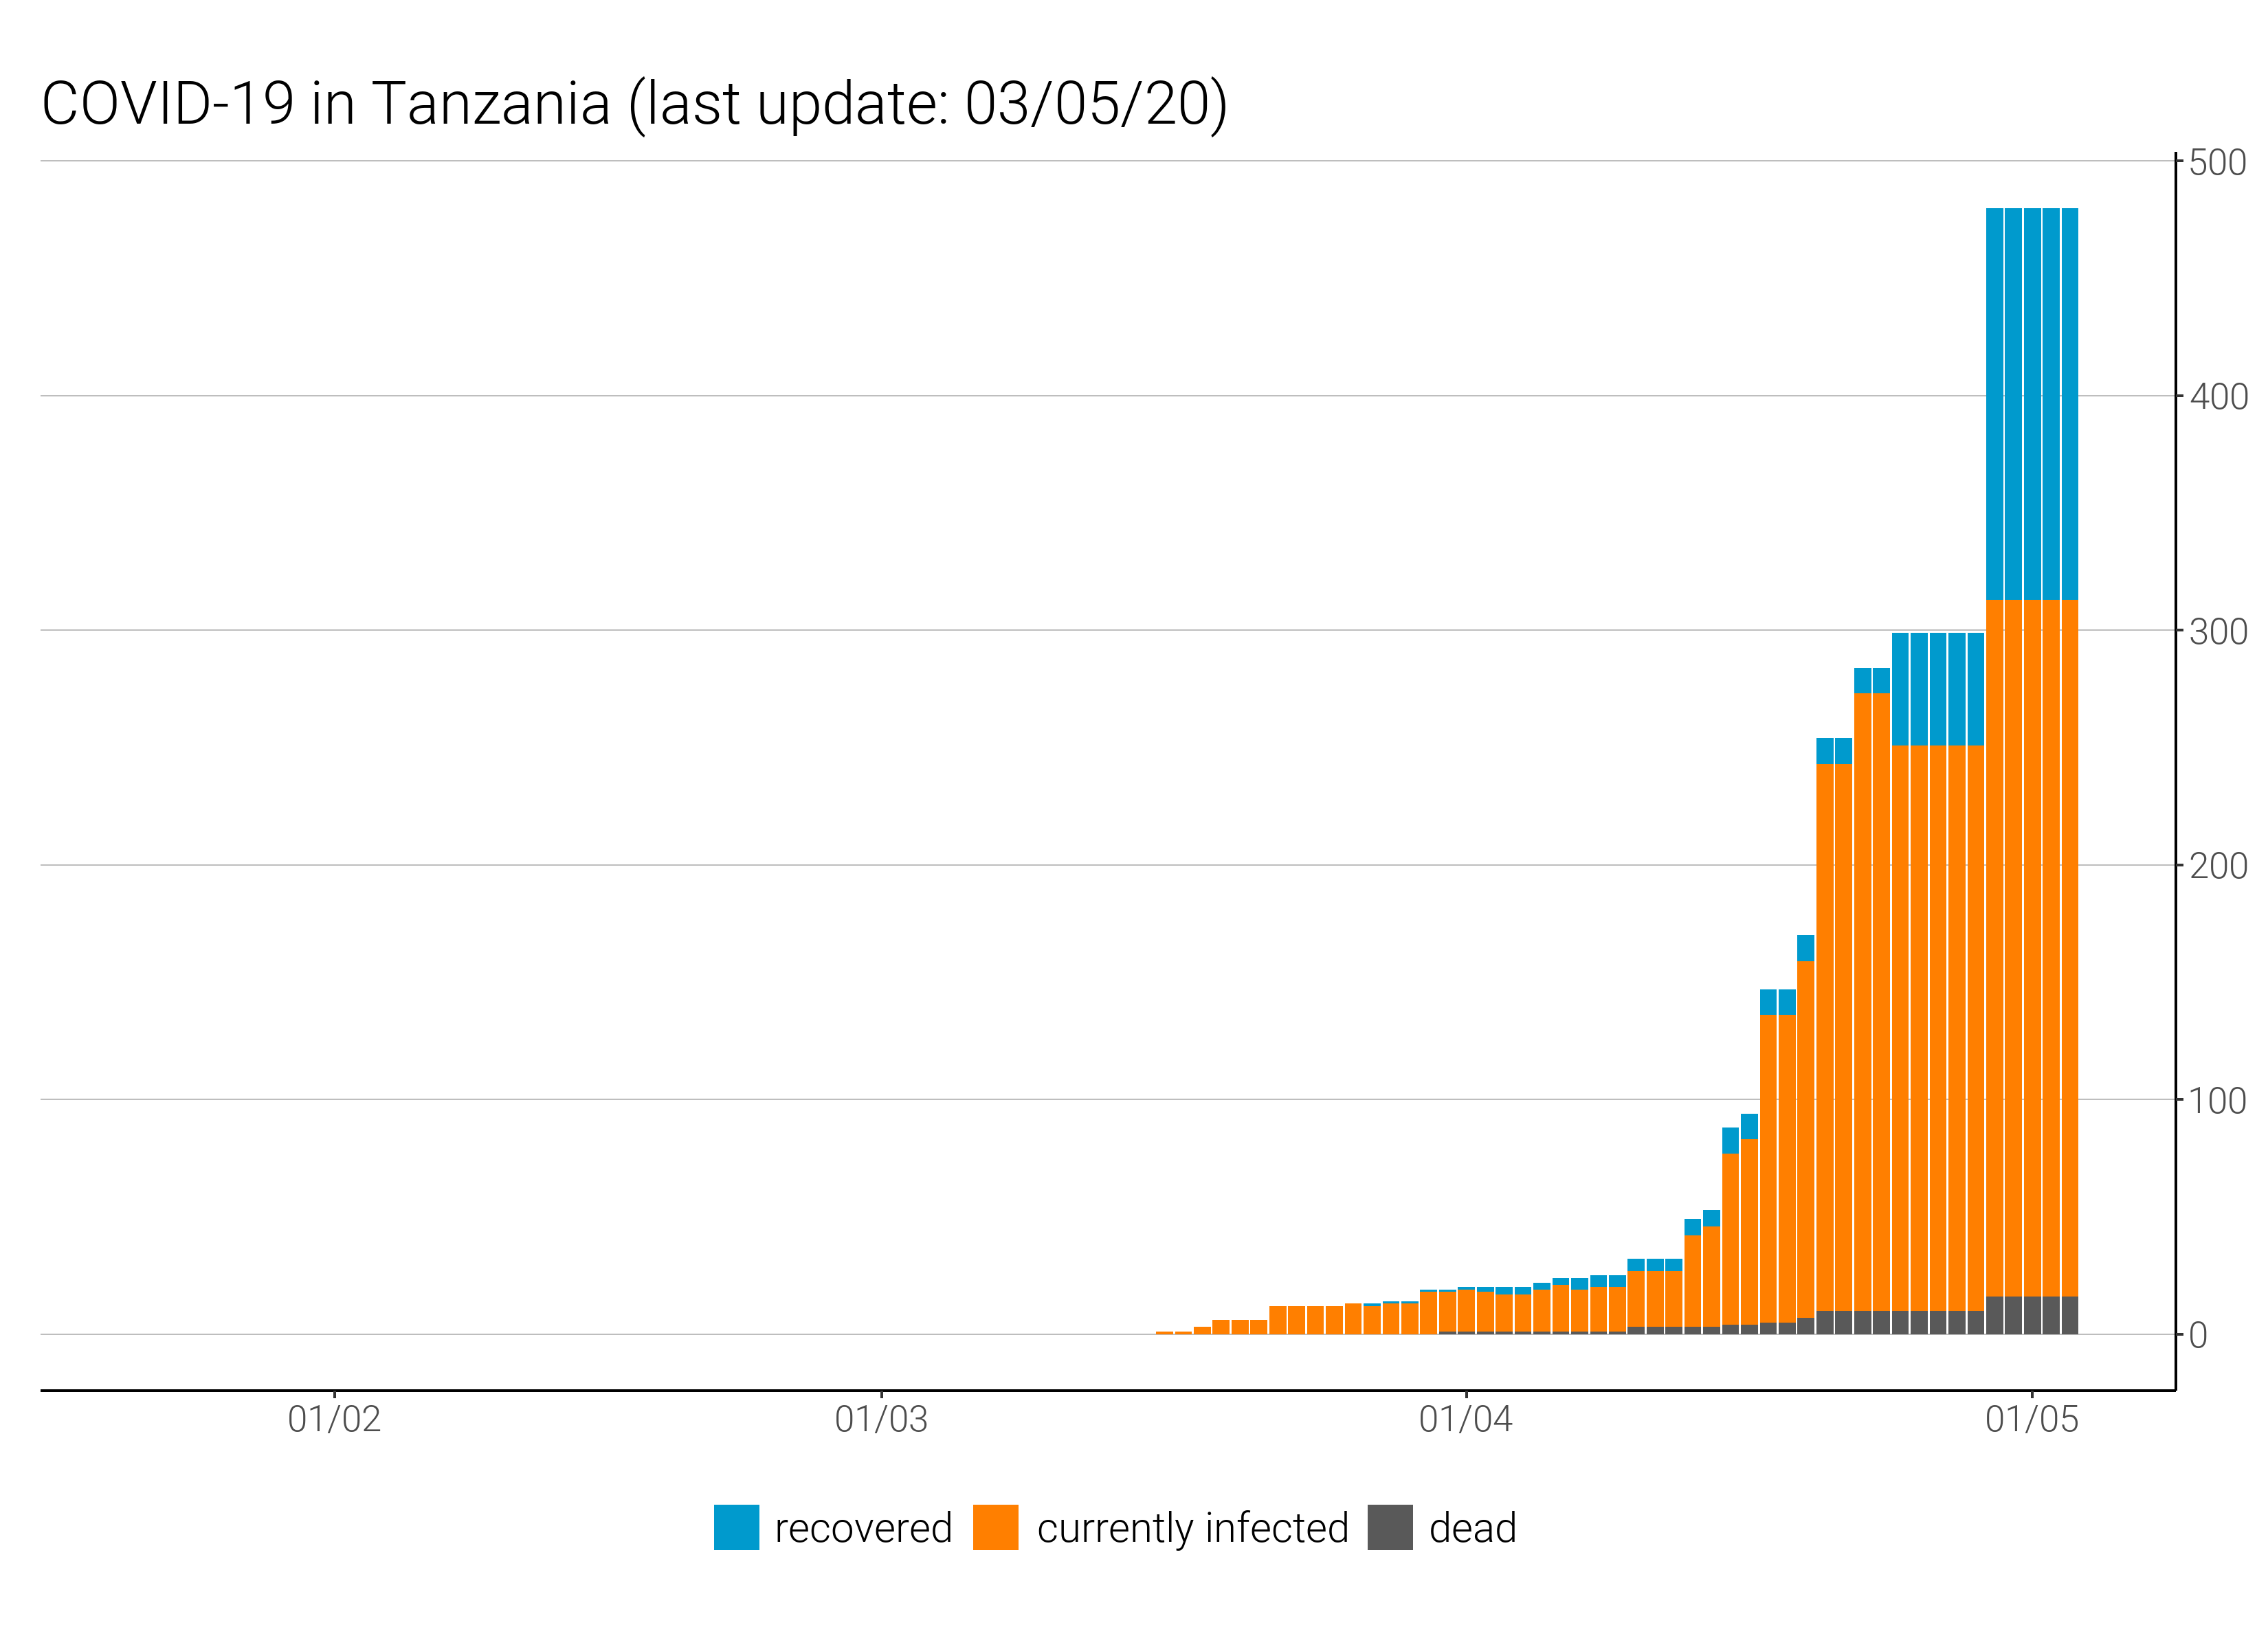 COVID-19 in Tanzania (last update: 03/05/20)
500
400
300
200
100
0
01/02 01/03 01/04 01/05
recovered currently infected dead